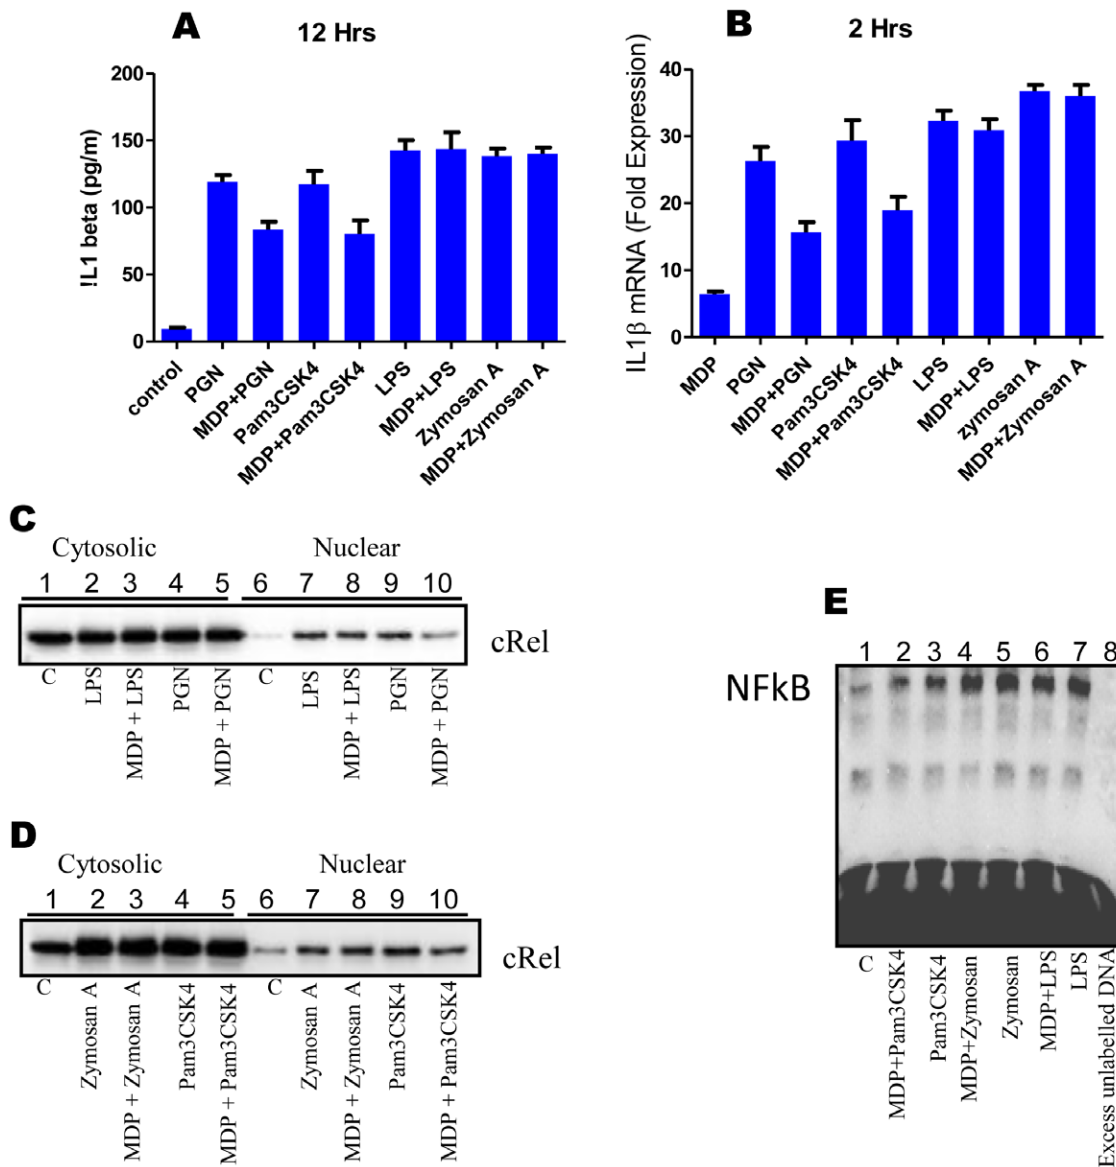 A
12 Hrs
!L1 beta (pg/m)
200
150
100
50
0
control
PGN
MDP+PGN
Pam3CSK4
MDP+Pam3CSK4
LPS
MDP+LPS
Zymosan A
MDP+Zymosan A
B
2 Hrs
IL1β mRNA (Fold Expression)
40
30
20
10
0
MDP
PGN
MDP+PGN
Pam3CSK4
MDP+Pam3CSK4
LPS
MDP+LPS
zymosan A
MDP+Zymosan A
C
Cytosolic Nuclear
1 2 3 4 5 6 7 8 9 10
cRel
C
LPS
MDP + LPS
PGN
MDP + PGN
C
LPS
MDP + LPS
PGN
MDP + PGN
D
Cytosolic Nuclear
1 2 3 4 5 6 7 8 9 10
cRel
C
Zymosan A
MDP + Zymosan A
Pam3CSK4
MDP + Pam3CSK4
C
Zymosan A
MDP + Zymosan A
Pam3CSK4
MDP + Pam3CSK4
E
1 2 3 4 5 6 7 8
NFkB
C
MDP+Pam3CSK4
Pam3CSK4
MDP+Zymosan
Zymosan
MDP+LPS
LPS
Excess unlabelled DNA